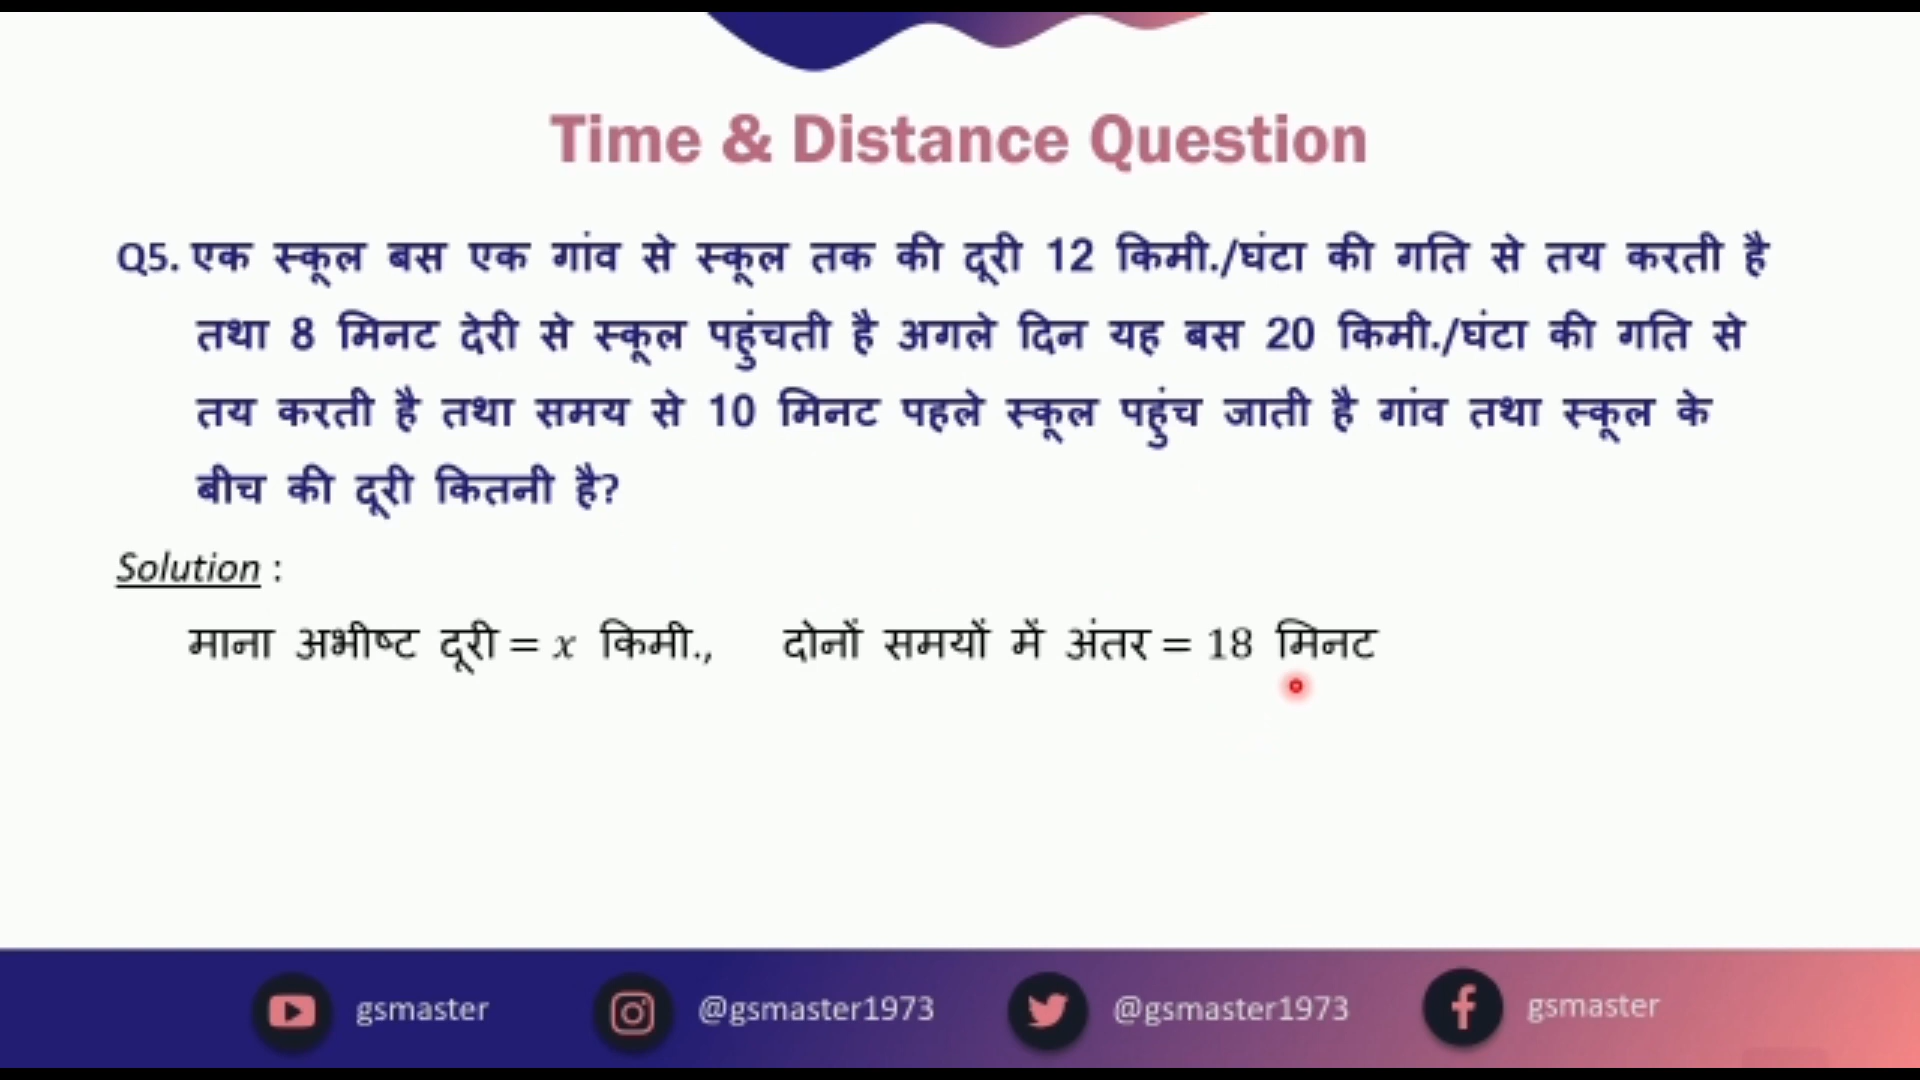 Time & Distance Question
Q5. एक स्कूल बस एक गांव से स्कूल तक की दूरी 12 किमी./घंटा की गति से तय करती है
तथा 8 मिनट देरी से स्कूल पहुंचती है अगले दिन यह बस 20 किमी./घंटा की गति से
तय करती है तथा समय से 10 मिनट पहले स्कूल पहुंच जाती है गांव तथा स्कूल के
बीच की दूरी कितनी है?
Solution :
माना अभीष्ट दूरी = x किमी., दोनों समयों में अंतर = 18 मिनट
gsmaster @gsmaster1973 @gsmaster1973 gsmaster